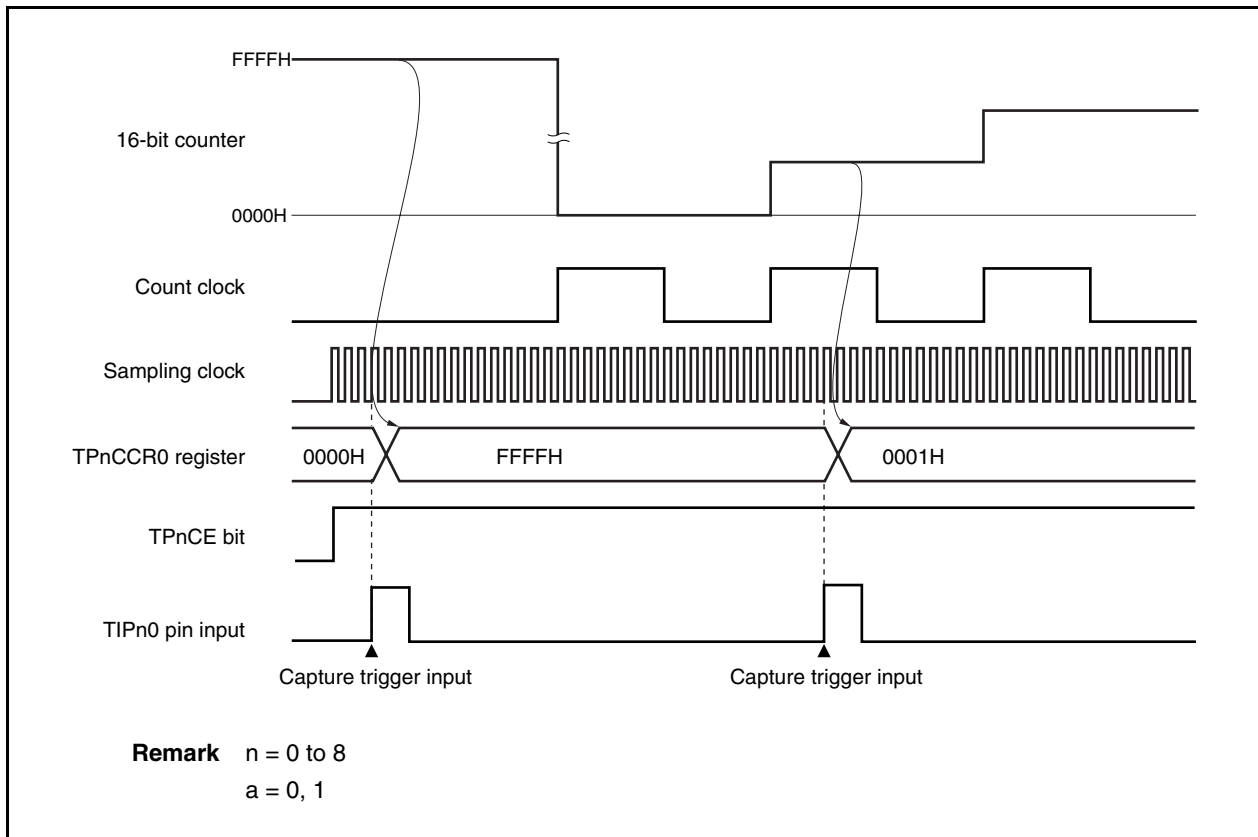 FFFFH
16-bit counter
0000H
Count clock
Sampling clock
TPnCCR0 register
0000H
FFFFH
0001H
TPnCE bit
TIPn0 pin input
Capture trigger input
Capture trigger input
Remark n = 0 to 8
a = 0, 1